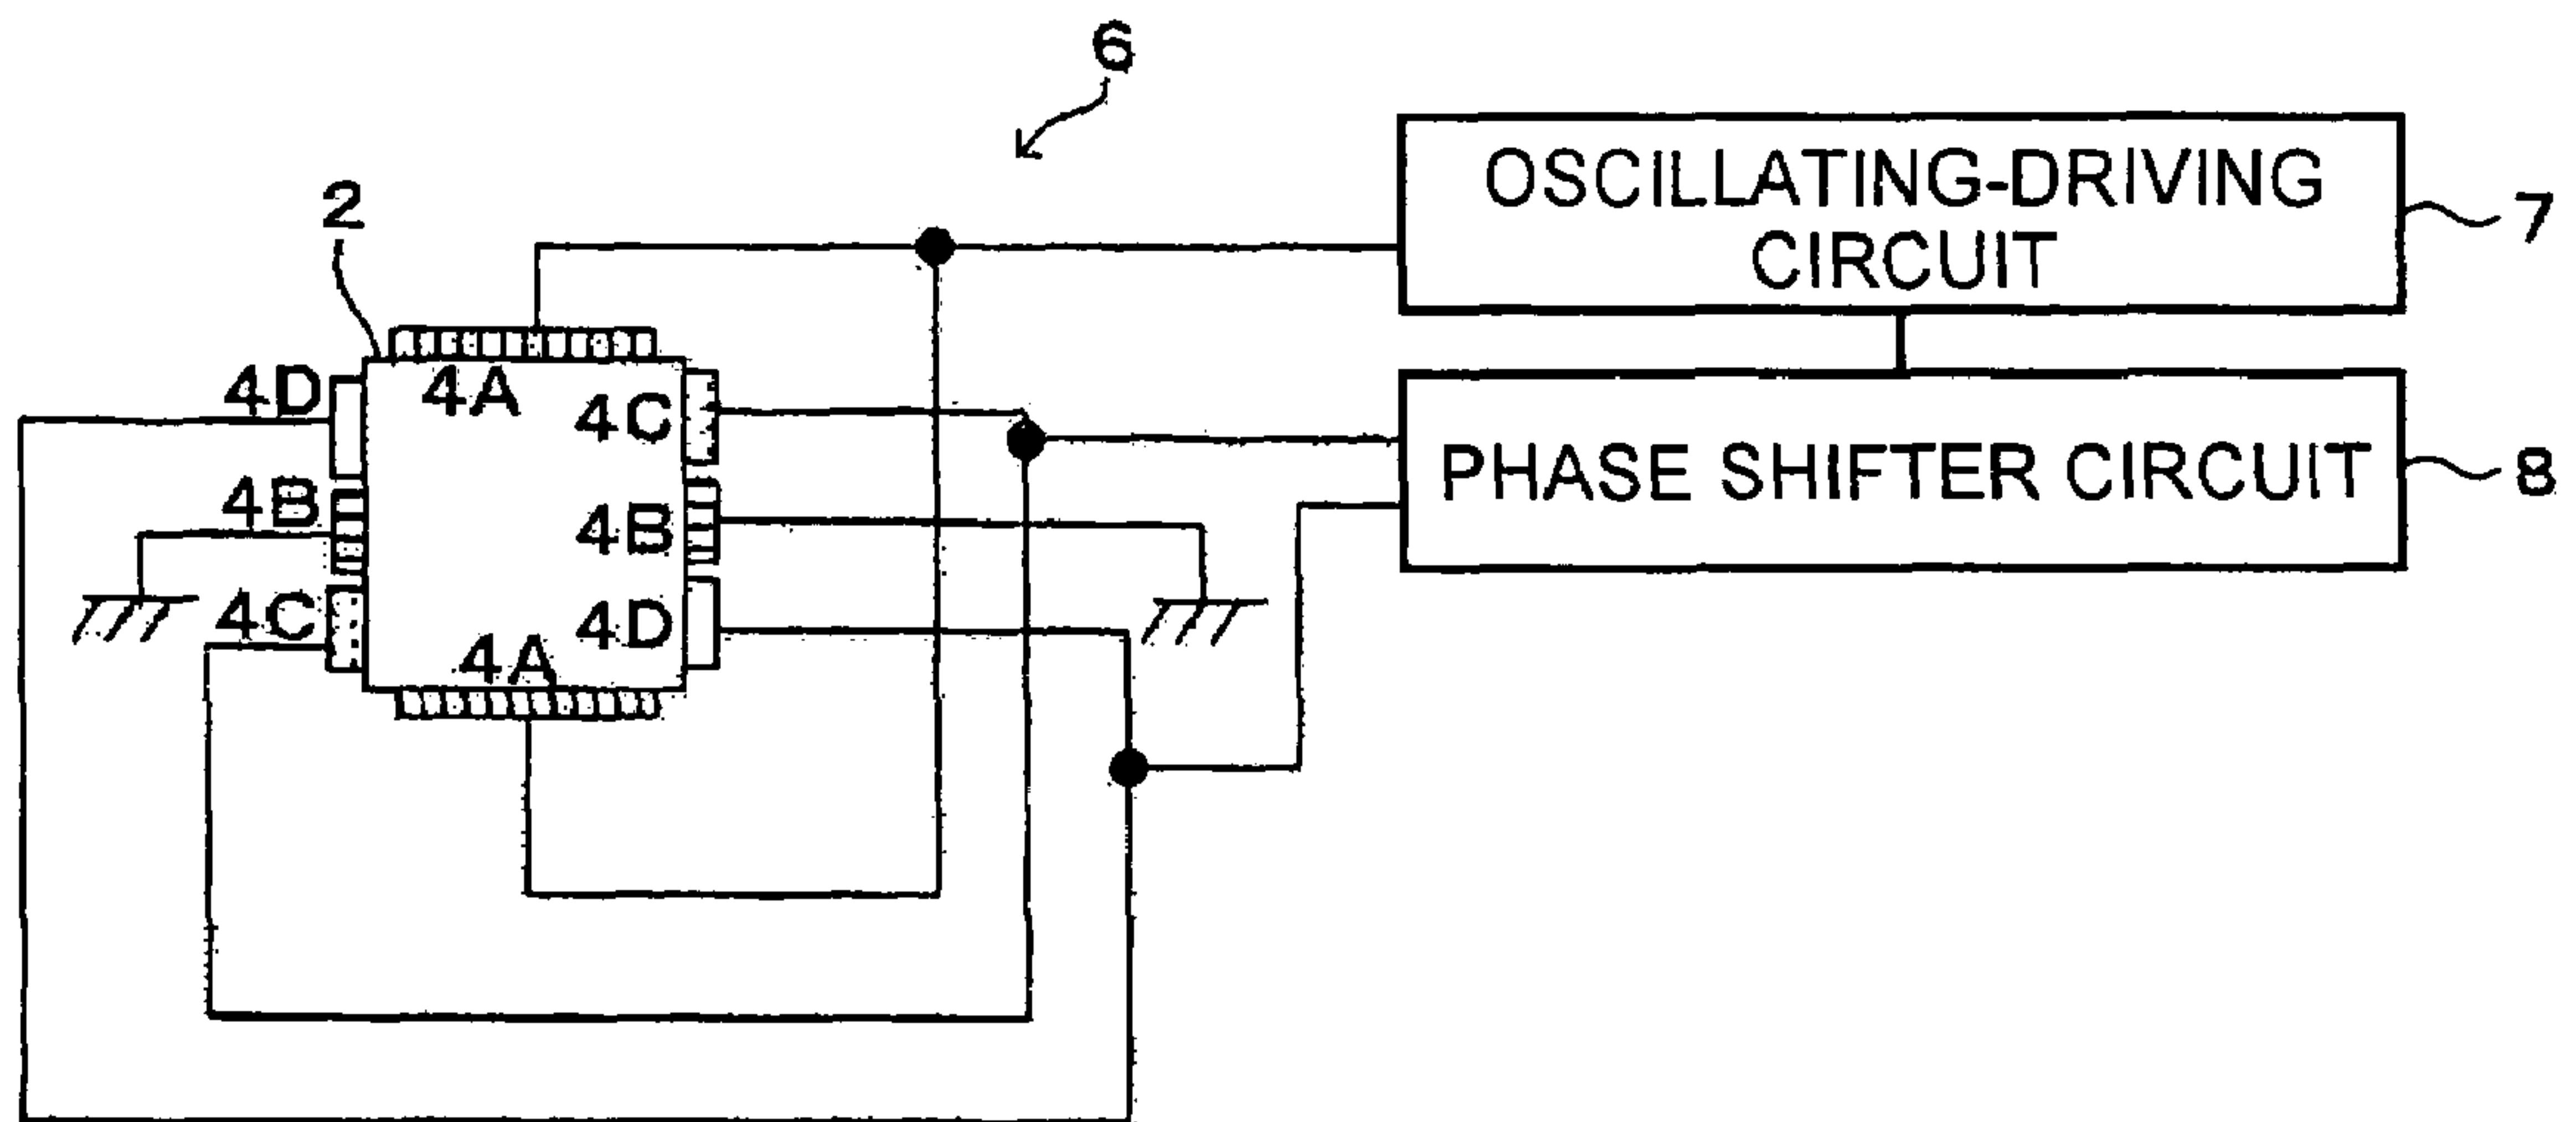 6
OSCILLATING-DRIVING
CIRCUIT
7
2
4D
4A
4C
PHASE SHIFTER CIRCUIT
8
4B
4B
4C
4D
4A